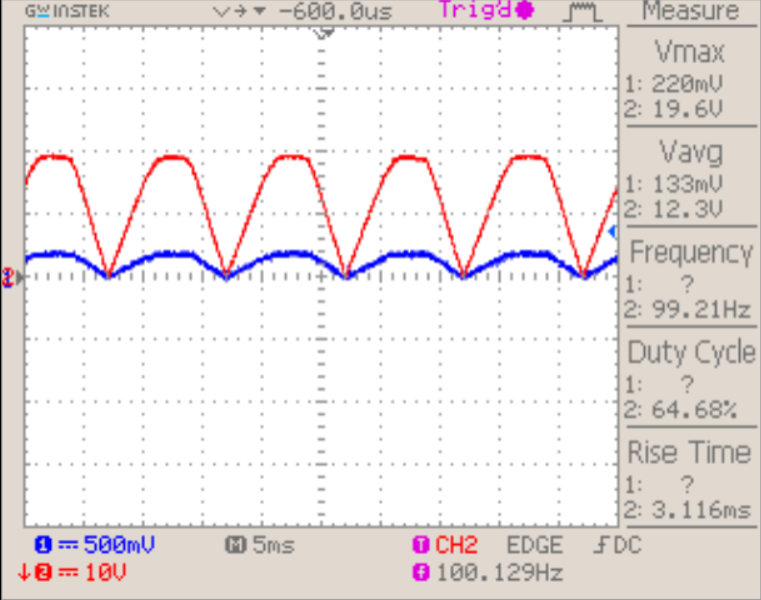 GW INSTEK -600.0us Trig'd Measure
Vmax
1: 220mV
2: 19.6V
Vavg
1: 133mV
2: 12.3V
Frequency
1: ?
2: 99.21Hz
Duty Cycle
1: ?
2: 64.68%
Rise Time
1: ?
2: 3.116ms
2
1 500mV M 5ms T CH2 EDGE DC
2 10V f 100.129Hz